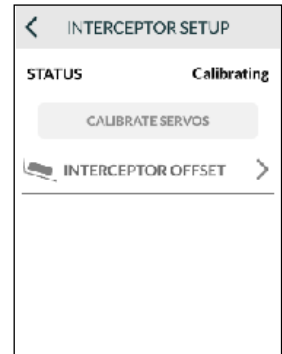 INTERCEPTOR SETUP
STATUS Calibrating
CALIBRATE SERVOS
INTERCEPTOR OFFSET